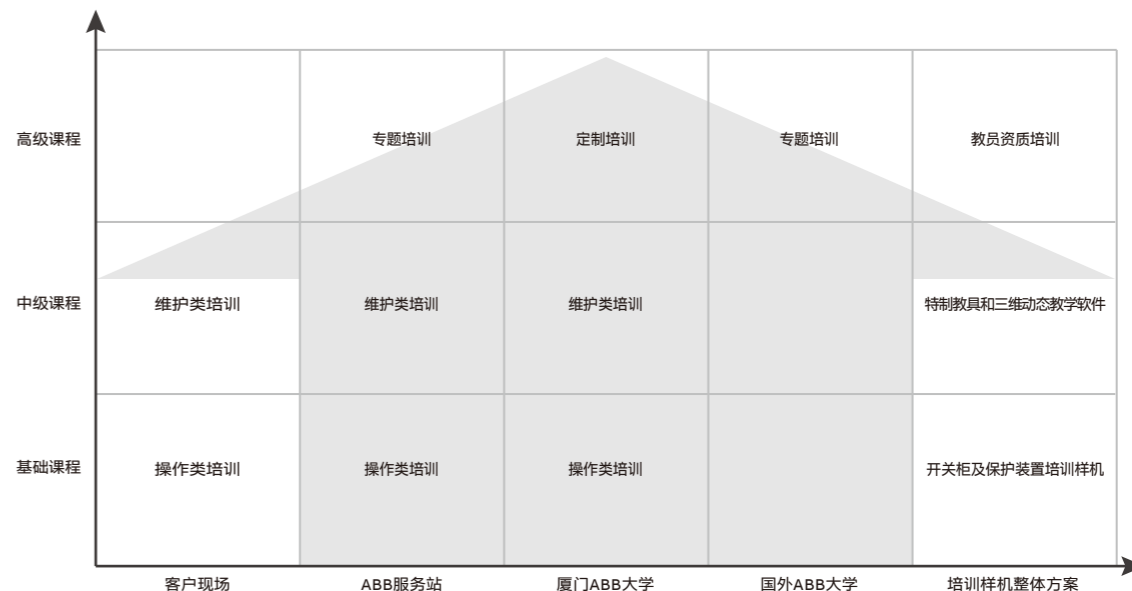 高级课程
专题培训
定制培训
专题培训
教员资质培训
中级课程
维护类培训
维护类培训
维护类培训
特制教具和三维动态教学软件
基础课程
操作类培训
操作类培训
操作类培训
开关柜及保护装置培训样机
客户现场
ABB服务站
厦门ABB大学
国外ABB大学
培训样机整体方案